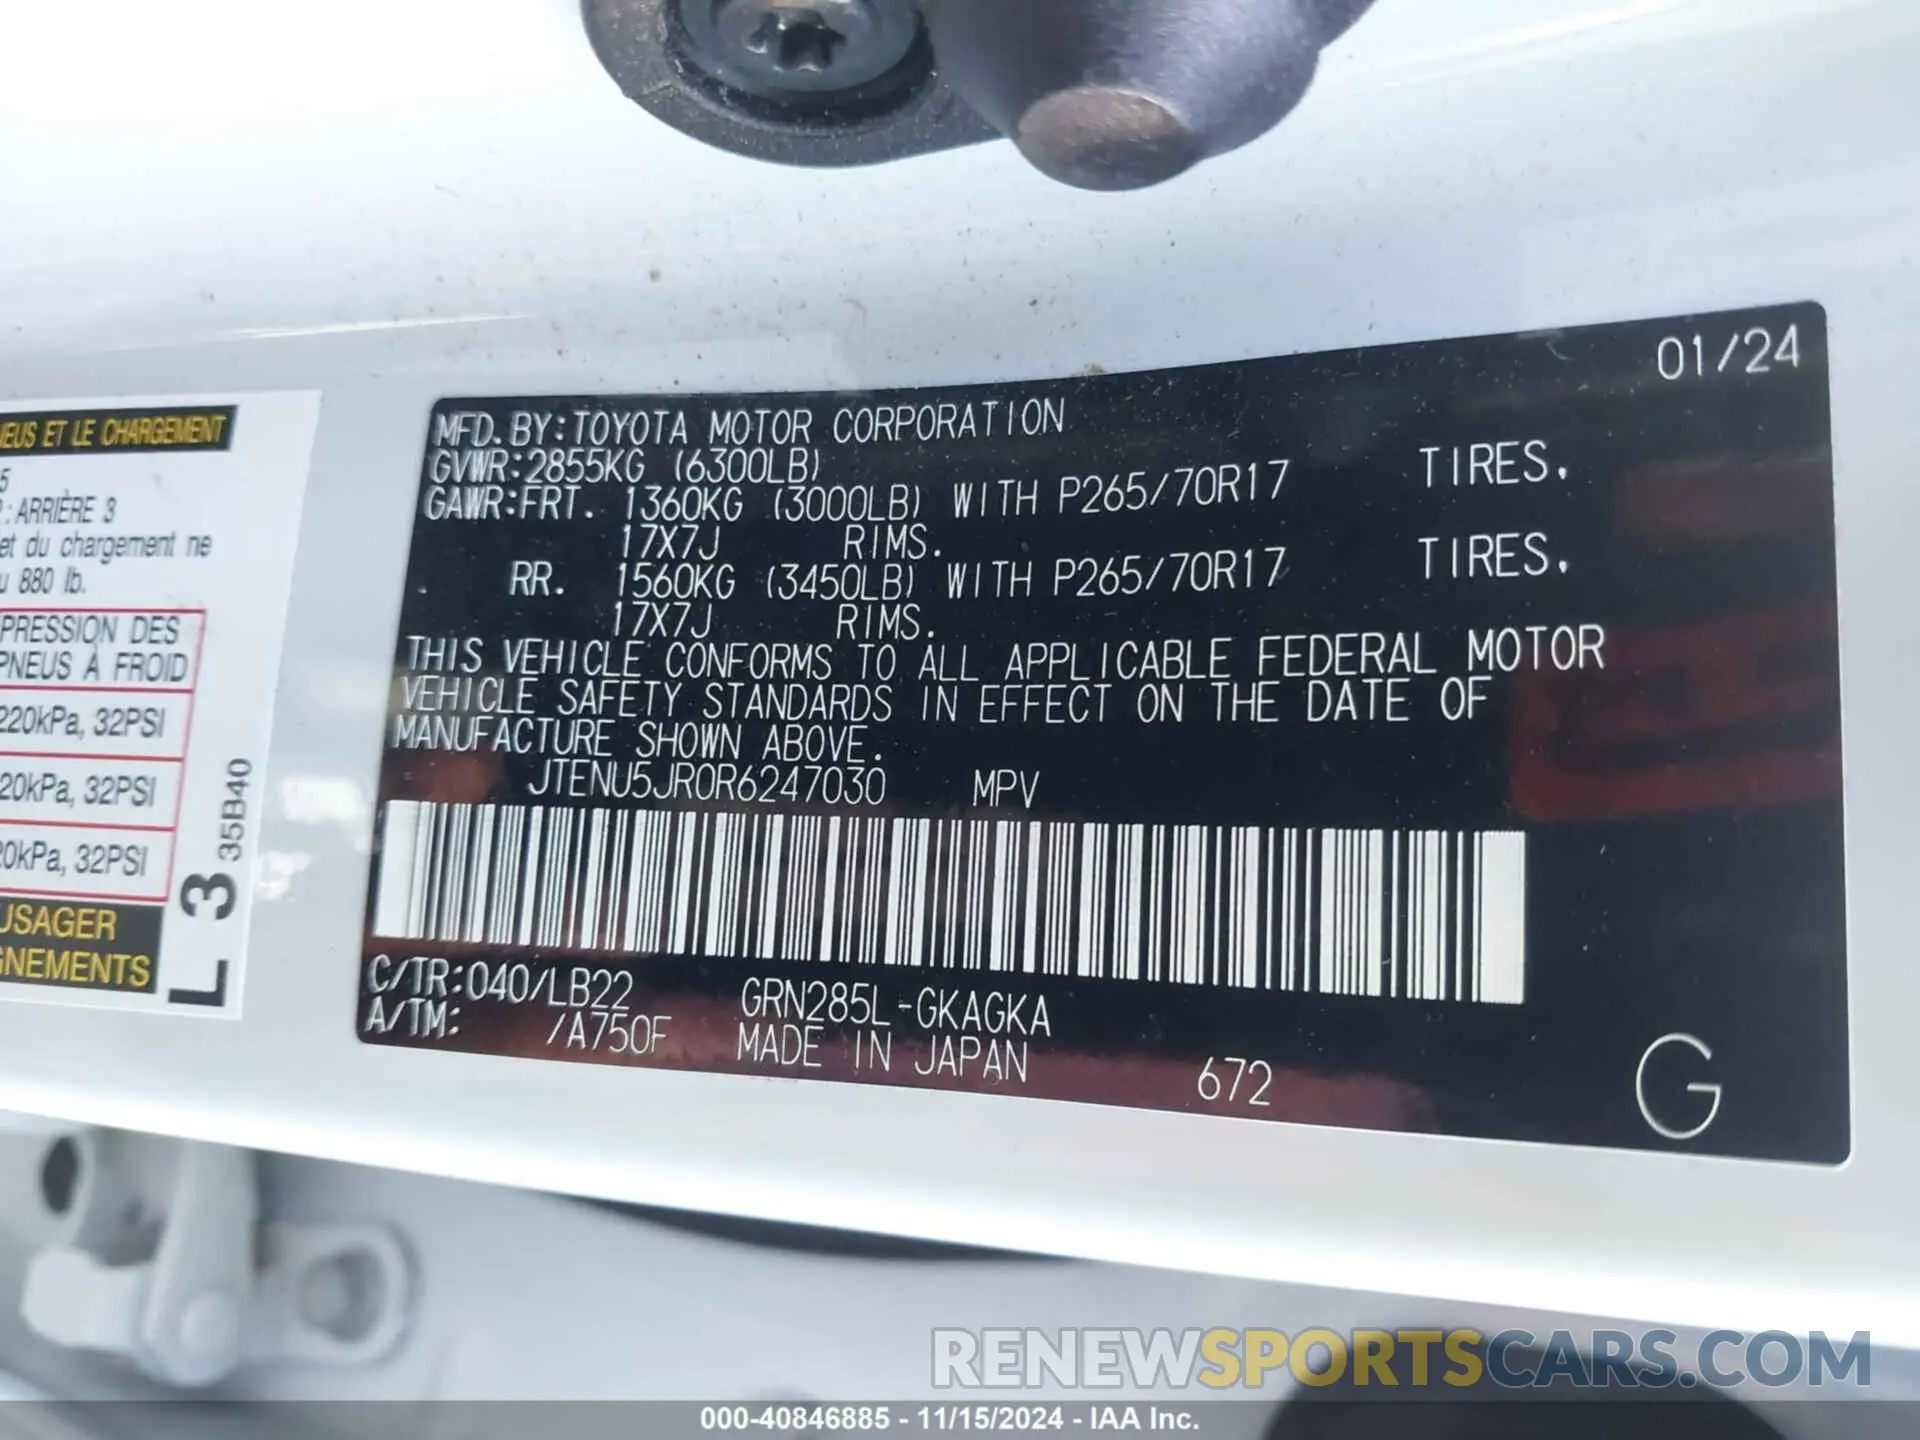 NEUS ET LE CHARGEMENT
5
: ARRIÈRE 3
et du chargement ne
880 lb.
PRESSION DES
PNEUS À FROID
220kPa, 32PSI
20kPa, 32PSI
0kPa, 32PSI
USAGER
GNEMENTS
L 3 35B40
01/24
MFD. BY: TOYOTA MOTOR CORPORATION
GVWR: 2855KG (6300LB)
GAWR: FRT. 1360KG (3000LB) WITH P265/70R17 TIRES.
17X7J RIMS.
RR. 1560KG (3450LB) WITH P265/70R17 TIRES.
17X7J RIMS.
THIS VEHICLE CONFORMS TO ALL APPLICABLE FEDERAL MOTOR
VEHICLE SAFETY STANDARDS IN EFFECT ON THE DATE OF
MANUFACTURE SHOWN ABOVE.
JTENU5JR0R6247030 MPV
C/TR: 040/LB22 GRN285L-GKAGKA
A/TM: /A750F MADE IN JAPAN 672
G
RENEWSPORTSCARS.COM
000-40846885 - 11/15/2024 - IAA Inc.